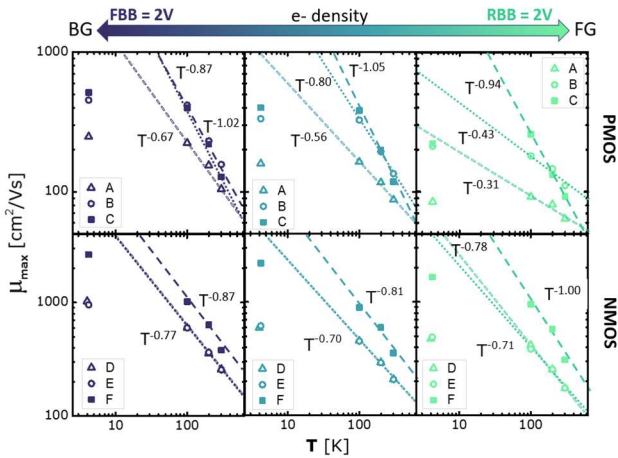 FBB = 2V
e- density
RBB = 2V
BG
FG
1000
100
T-0.87
T-1.02
T-0.67
A
B
C
T-1.05
T-0.80
T-0.56
A
B
C
T-0.94
T-0.43
T-0.31
A
B
C
PMOS
μmax [cm2/Vs]
1000
100
T-0.87
T-0.77
D
E
F
T-0.81
T-0.70
D
E
F
T-0.78
T-1.00
T-0.71
D
E
F
NMOS
10
100
10
100
10
100
T [K]